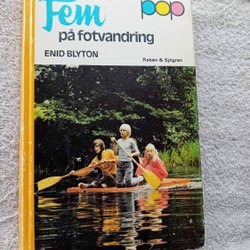 Fem
pop
på fotvandring
ENID BLYTON
Rabén & Sjögren